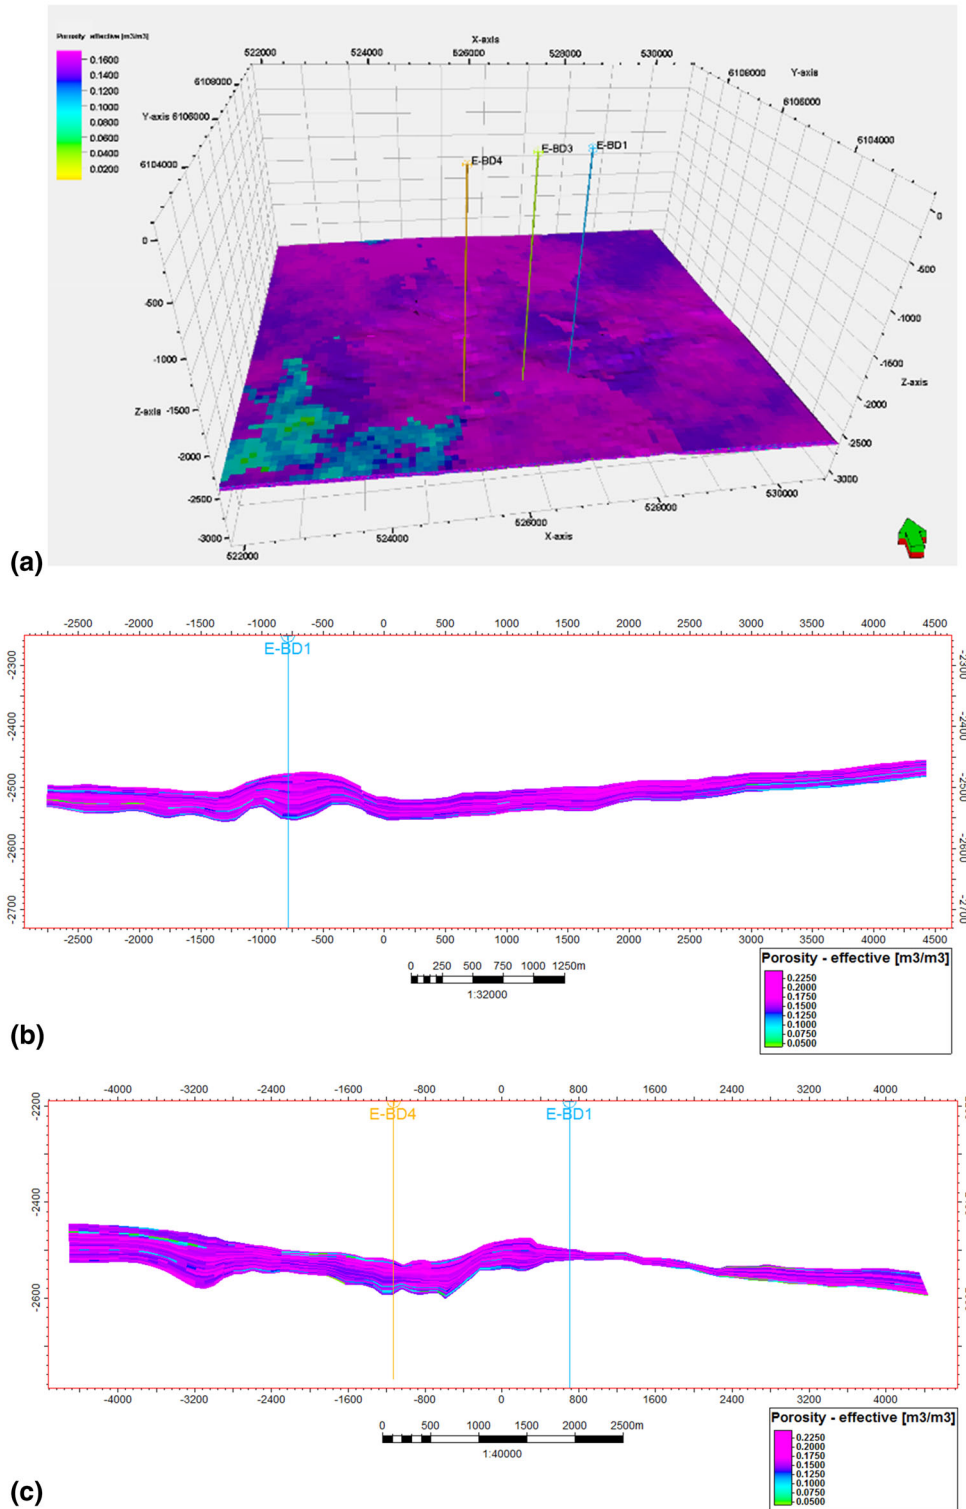 Porosity - effective [m3/m3]
0.1600
0.1400
0.1200
0.1000
0.0800
0.0600
0.0400
0.0200
X-axis
522000 524000 526000 528000 530000
Y-axis
6108000
Y-axis 6106000
6104000
6108000
6106000
6104000
E-BD4 E-BD3 E-BD1
0
-500
-1000
Z-axis -1500
-2000
-2500
-3000
0
-500
-1000
-1500
Z-axis
-2000
-2500
-3000
522000 524000 526000 528000 530000
X-axis
(a)
-2500 -2000 -1500 -1000 -500 0 500 1000 1500 2000 2500 3000 3500 4000 4500
E-BD1
-2300 -2300
-2400 -2400
-2500 -2500
-2600 -2600
-2700 -2700
-2500 -2000 -1500 -1000 -500 0 500 1000 1500 2000 2500 3000 3500 4000 4500
0 250 500 750 1000 1250m
1:32000
Porosity - effective [m3/m3]
0.2250
0.2000
0.1750
0.1500
0.1250
0.1000
0.0750
0.0500
(b)
-4000 -3200 -2400 -1600 -800 0 800 1600 2400 3200 4000
E-BD4 E-BD1
-2200
-2400
-2600
-4000 -3200 -2400 -1600 -800 0 800 1600 2400 3200 4000
0 500 1000 1500 2000 2500m
1:40000
Porosity - effective [m3/m3]
0.2250
0.2000
0.1750
0.1500
0.1250
0.1000
0.0750
0.0500
(c)